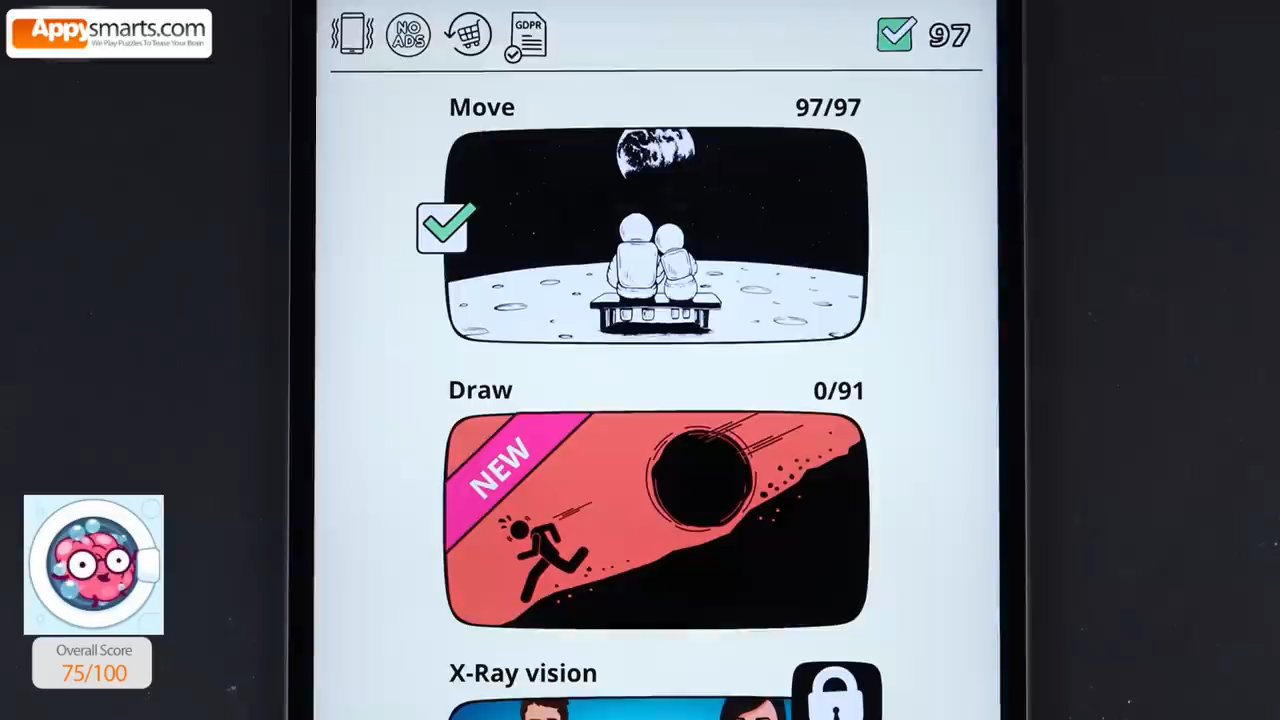 Appysmarts.com
We Play Puzzles To Tease Your Brain
NO
ADS
GDPR
97
Move 97/97
Draw 0/91
NEW
X-Ray vision
Overall Score
75/100